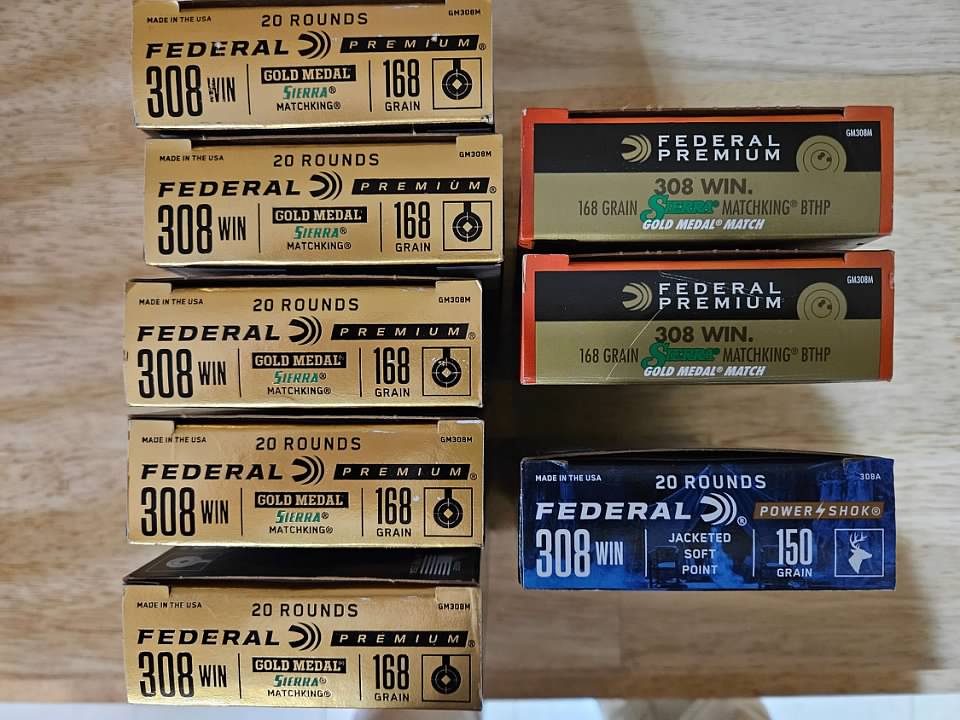 MADE IN THE USA
20 ROUNDS
GM308M
FEDERAL PREMIUM®
308 WIN
GOLD MEDAL®
SIERRA®
MATCHKING®
168
GRAIN
MADE IN THE USA
20 ROUNDS
GM308M
FEDERAL PREMIUM®
308 WIN
GOLD MEDAL®
SIERRA®
MATCHKING®
168
GRAIN
MADE IN THE USA
20 ROUNDS
GM308M
FEDERAL PREMIUM®
308 WIN
GOLD MEDAL®
SIERRA®
MATCHKING®
168
GRAIN
MADE IN THE USA
20 ROUNDS
GM308M
FEDERAL PREMIUM®
308 WIN
GOLD MEDAL®
SIERRA®
MATCHKING®
168
GRAIN
MADE IN THE USA
20 ROUNDS
GM308M
FEDERAL PREMIUM®
308 WIN
GOLD MEDAL®
SIERRA®
MATCHKING®
168
GRAIN
FEDERAL
PREMIUM
GM308M
308 WIN.
168 GRAIN SIERRA® MATCHKING® BTHP
GOLD MEDAL® MATCH
FEDERAL
PREMIUM
GM308M
308 WIN.
168 GRAIN SIERRA® MATCHKING® BTHP
GOLD MEDAL® MATCH
MADE IN THE USA
20 ROUNDS
308A
FEDERAL®
POWER SHOK®
308 WIN
JACKETED
SOFT
POINT
150
GRAIN